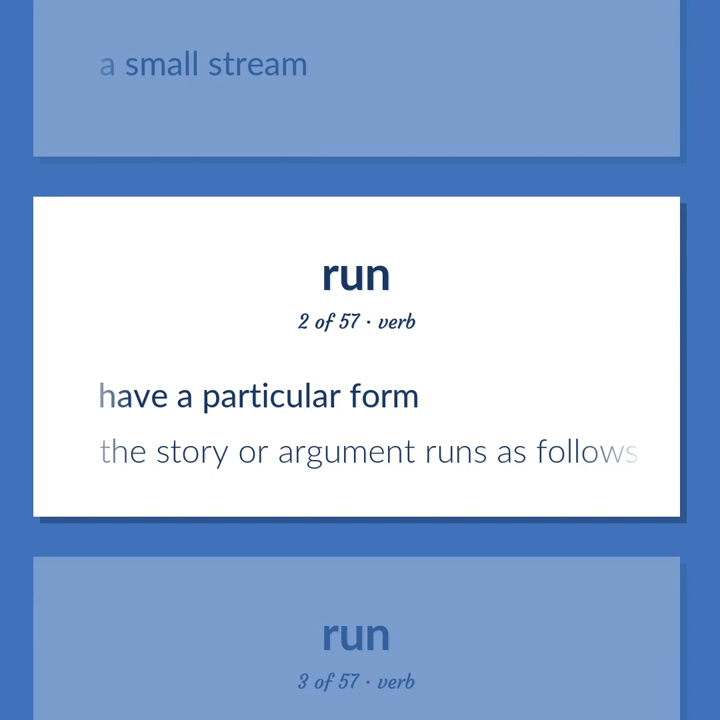 a small stream
run
2 of 57 · verb
have a particular form
the story or argument runs as follows
run
3 of 57 · verb